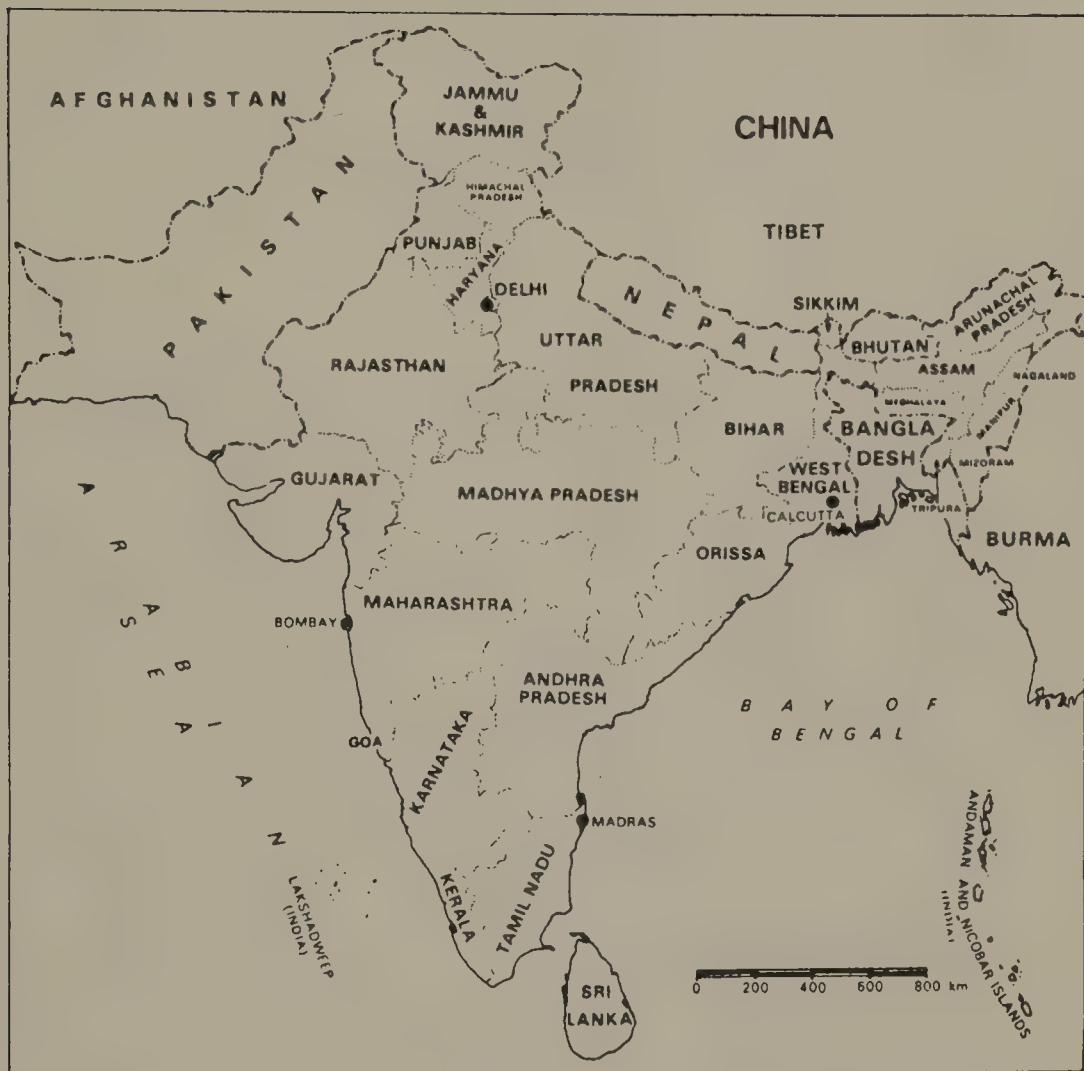 AFGHANISTAN
JAMMU
&
KASHMIR
CHINA
HIMACHAL
PRADESH
PAKISTAN
TIBET
PUNJAB
HARYANA
DELHI
NEPAL
SIKKIM
BHUTAN
ARUNACHAL
PRADESH
RAJASTHAN
UTTAR
PRADESH
ASSAM
NAGALAND
MEGHALAYA
BIHAR
BANGLA
DESH
MANIPUR
MIZORAM
GUJARAT
MADHYA PRADESH
WEST
BENGAL
CALCUTTA
TRIPURA
BURMA
ORISSA
MAHARASHTRA
BOMBAY
ARABIAN
SEA
ANDHRA
PRADESH
BAY OF
BENGAL
GOA
KARNATAKA
MADRAS
KERALA
TAMIL NADU
LAKSHADWEEP
(INDIA)
ANDAMAN AND NICOBAR ISLANDS
(INDIA)
SRI
LANKA
0 200 400 600 800 km